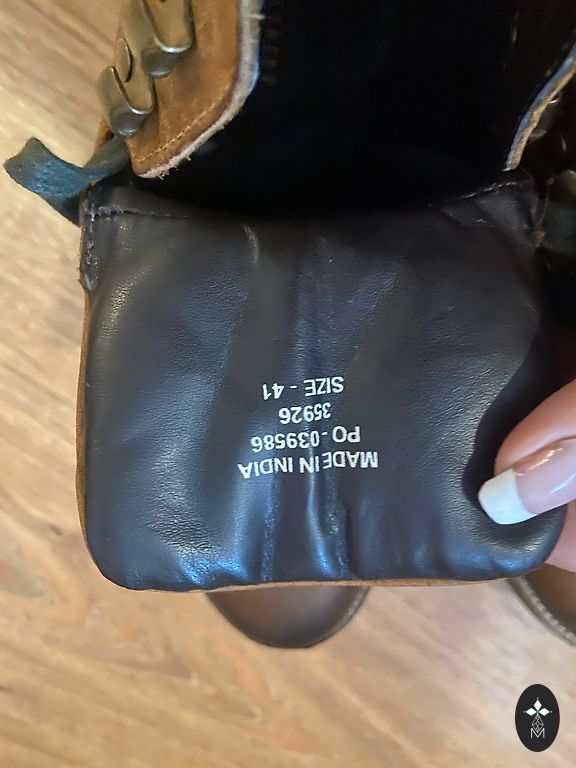 MADE IN INDIA
PO-039586
35926
SIZE - 41